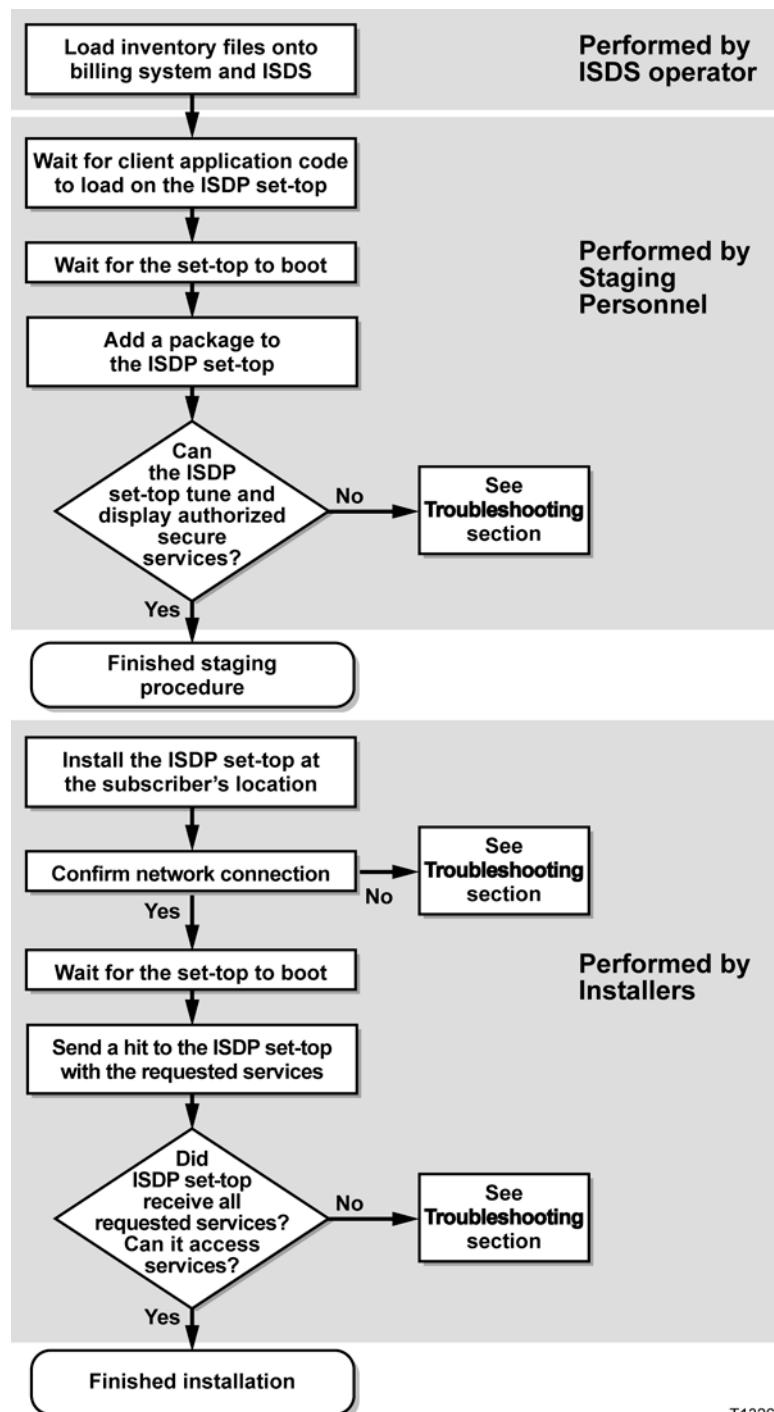 Load inventory files onto
billing system and ISDS
Performed by
ISDS operator
Wait for client application code
to load on the ISDP set-top
Wait for the set-top to boot
Performed by
Staging
Personnel
Add a package to
the ISDP set-top
Can
the ISDP
set-top tune and
display authorized
secure
services?
No
See
Troubleshooting
section
Yes
Finished staging
procedure
Install the ISDP set-top at
the subscriber's location
Confirm network connection
No
See
Troubleshooting
section
Yes
Wait for the set-top to boot
Performed by
Installers
Send a hit to the ISDP set-top
with the requested services
Did
ISDP set-top
receive all
requested services?
Can it access
services?
No
See
Troubleshooting
section
Yes
Finished installation